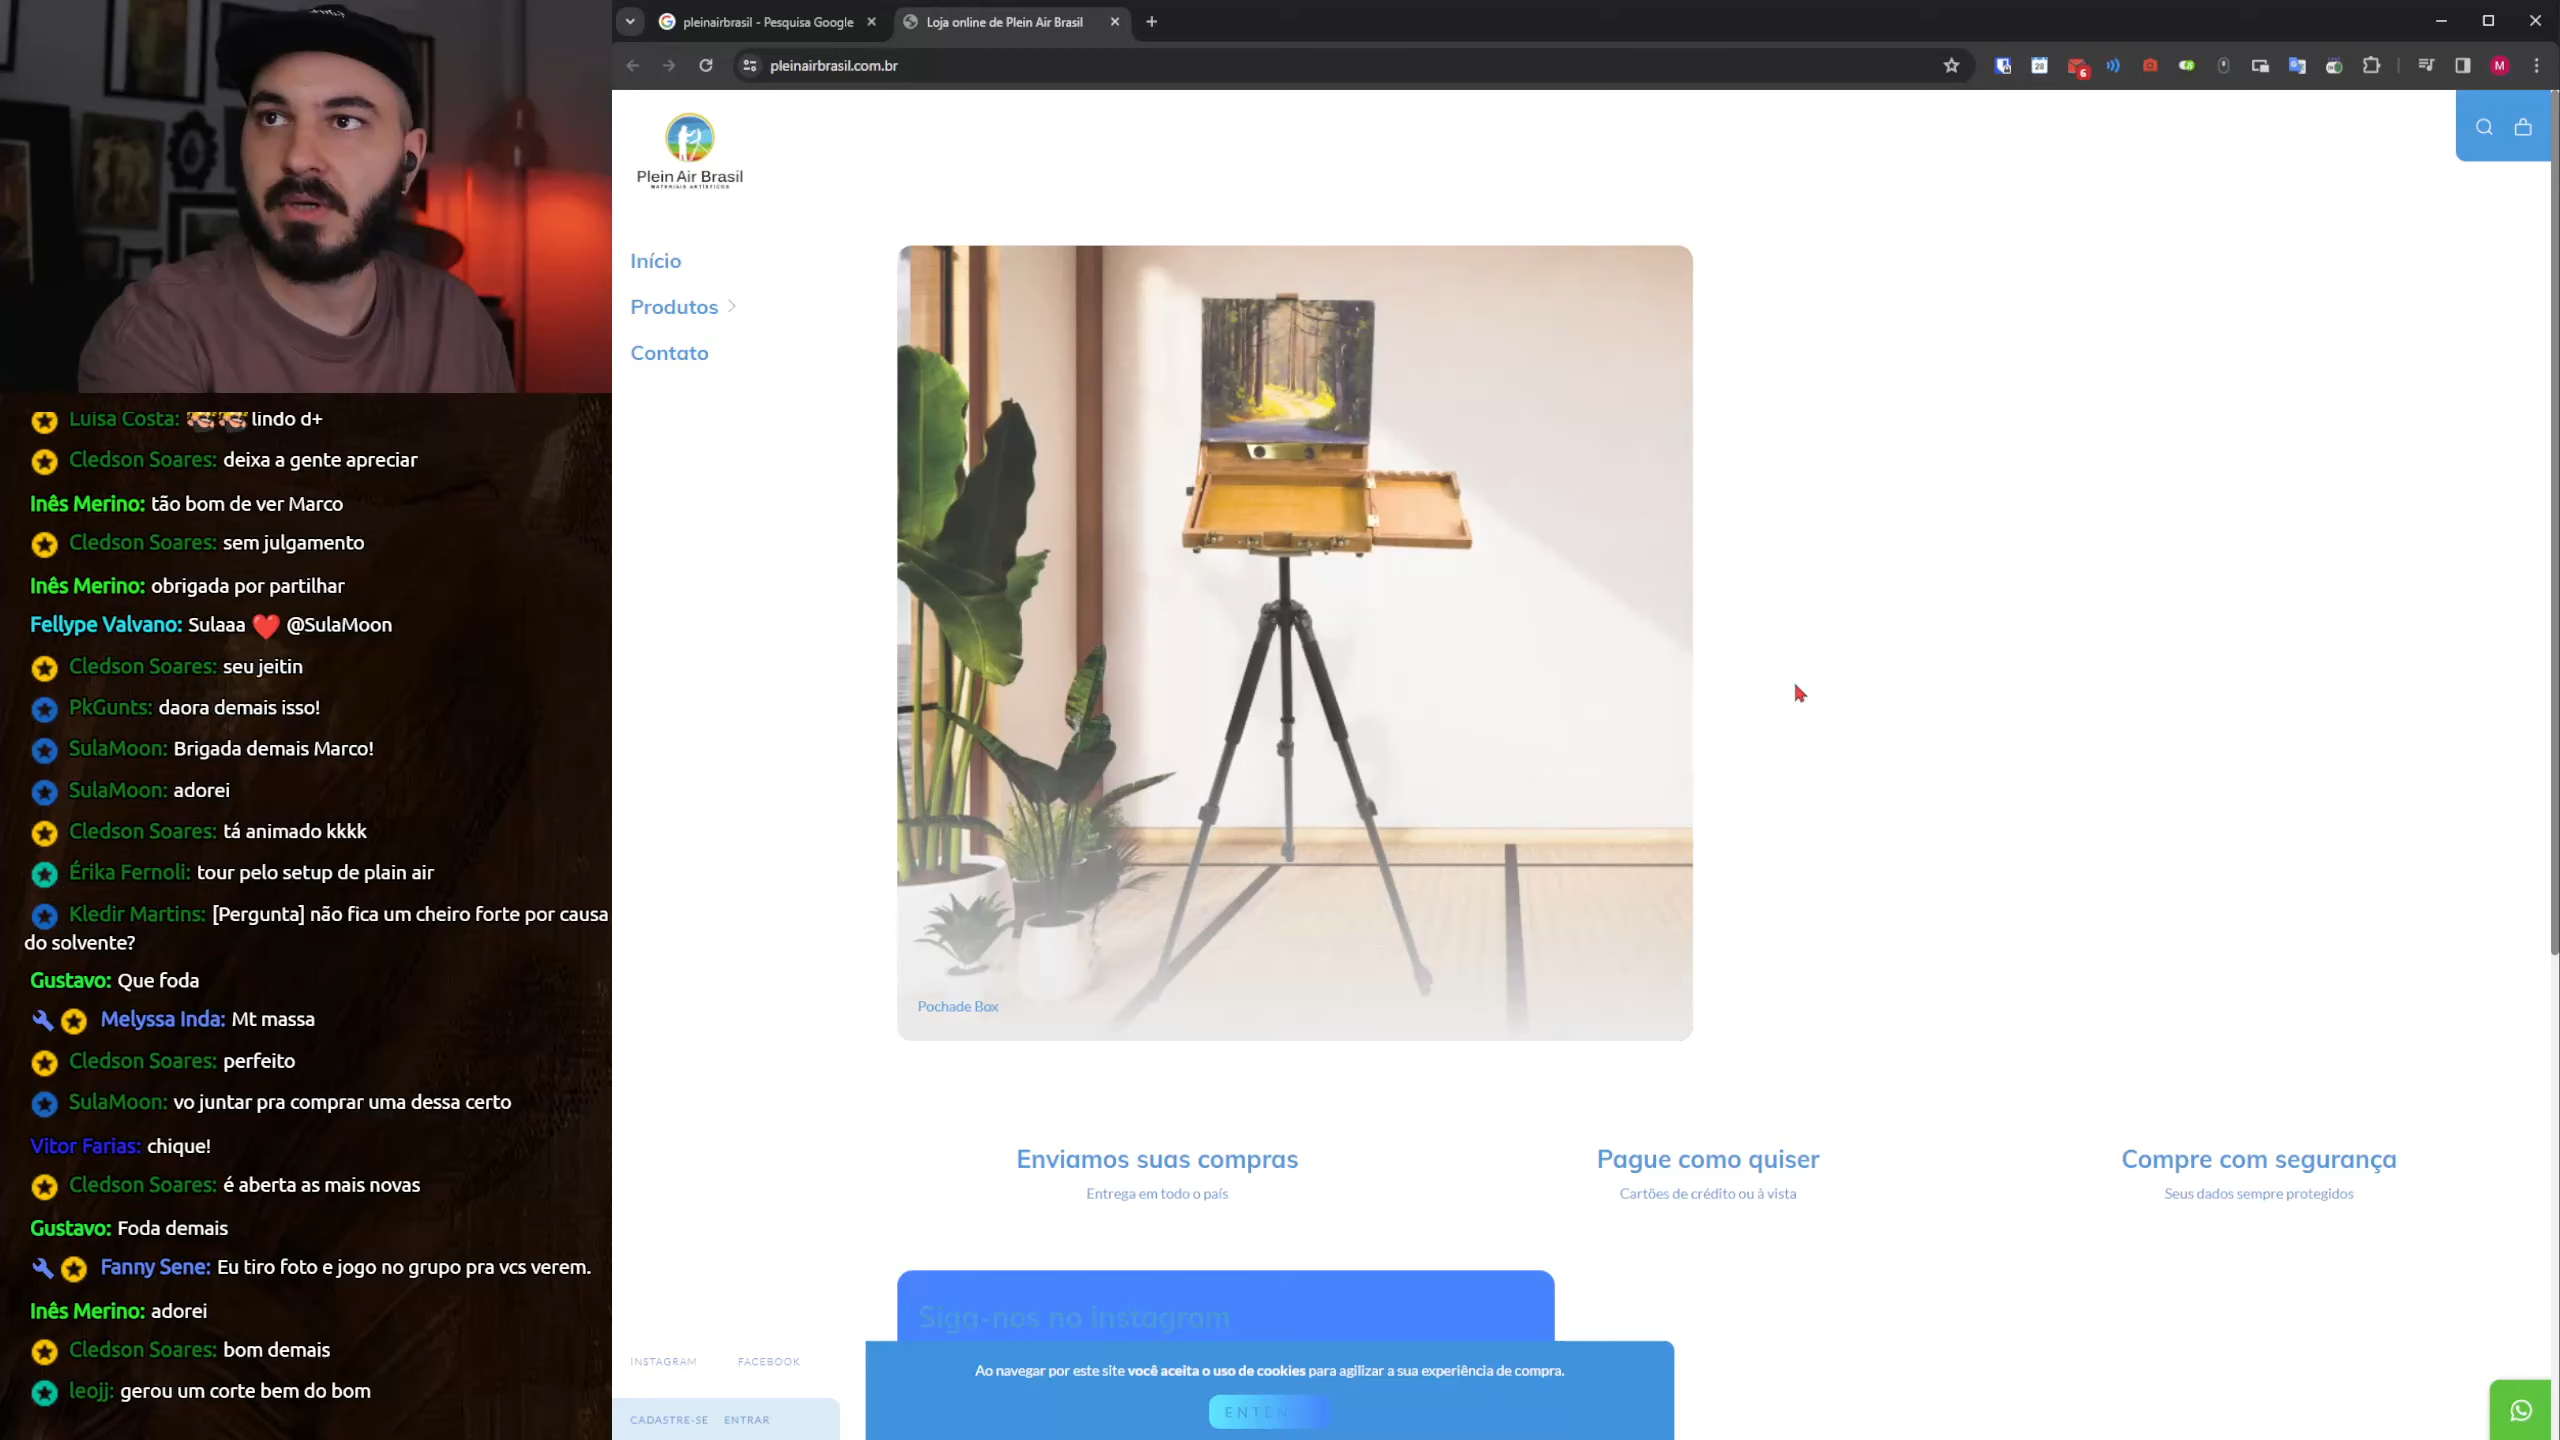 pleinairbrasil - Pesquisa Google
Loja online de Plein Air Brasil
pleinairbrasil.com.br
28
6
M
Plein Air Brasil
MATERIAIS ARTÍSTICOS
Início
Produtos
Contato
Pochade Box
Enviamos suas compras
Entrega em todo o país
Pague como quiser
Cartões de crédito ou à vista
Compre com segurança
Seus dados sempre protegidos
Siga-nos no Instagram
Ao navegar por este site você aceita o uso de cookies para agilizar a sua experiência de compra.
INSTAGRAM
FACEBOOK
CADASTRE-SE
ENTRAR
Luisa Costa: lindo d+
Cledson Soares: deixa a gente apreciar
Inês Merino: tão bom de ver Marco
Cledson Soares: sem julgamento
Inês Merino: obrigada por partilhar
Fellype Valvano: Sulaaa ❤️ @SulaMoon
Cledson Soares: seu jeitin
PkGunts: daora demais isso!
SulaMoon: Brigada demais Marco!
SulaMoon: adorei
Cledson Soares: tá animado kkkk
Érika Fernoli: tour pelo setup de plain air
Kledir Martins: [Pergunta] não fica um cheiro forte por causa
do solvente?
Gustavo: Que foda
Melyssa Inda: Mt massa
Cledson Soares: perfeito
SulaMoon: vo juntar pra comprar uma dessa certo
Vitor Farias: chique!
Cledson Soares: é aberta as mais novas
Gustavo: Foda demais
Fanny Sene: Eu tiro foto e jogo no grupo pra vcs verem.
Inês Merino: adorei
Cledson Soares: bom demais
leojj: gerou um corte bem do bom